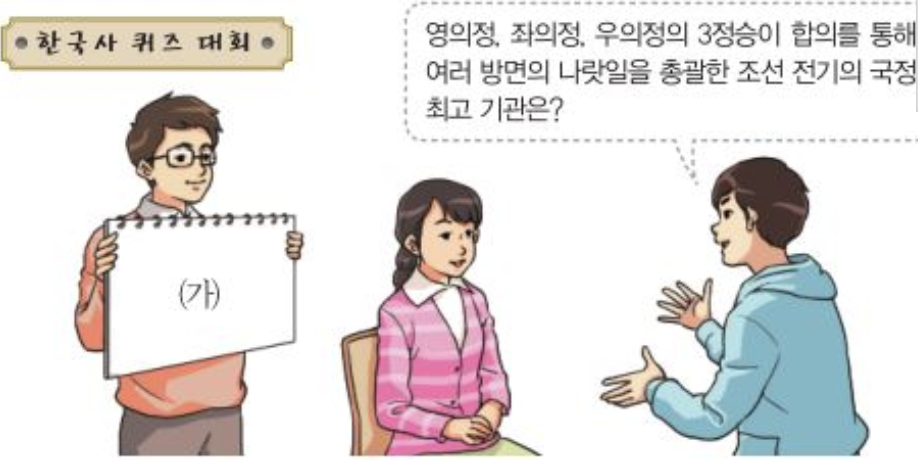 한국사 퀴즈 대회
영의정, 좌의정, 우의정의 3정승이 합의를 통해
여러 방면의 나랏일을 총괄한 조선 전기의 국정
최고 기관은?
(가)